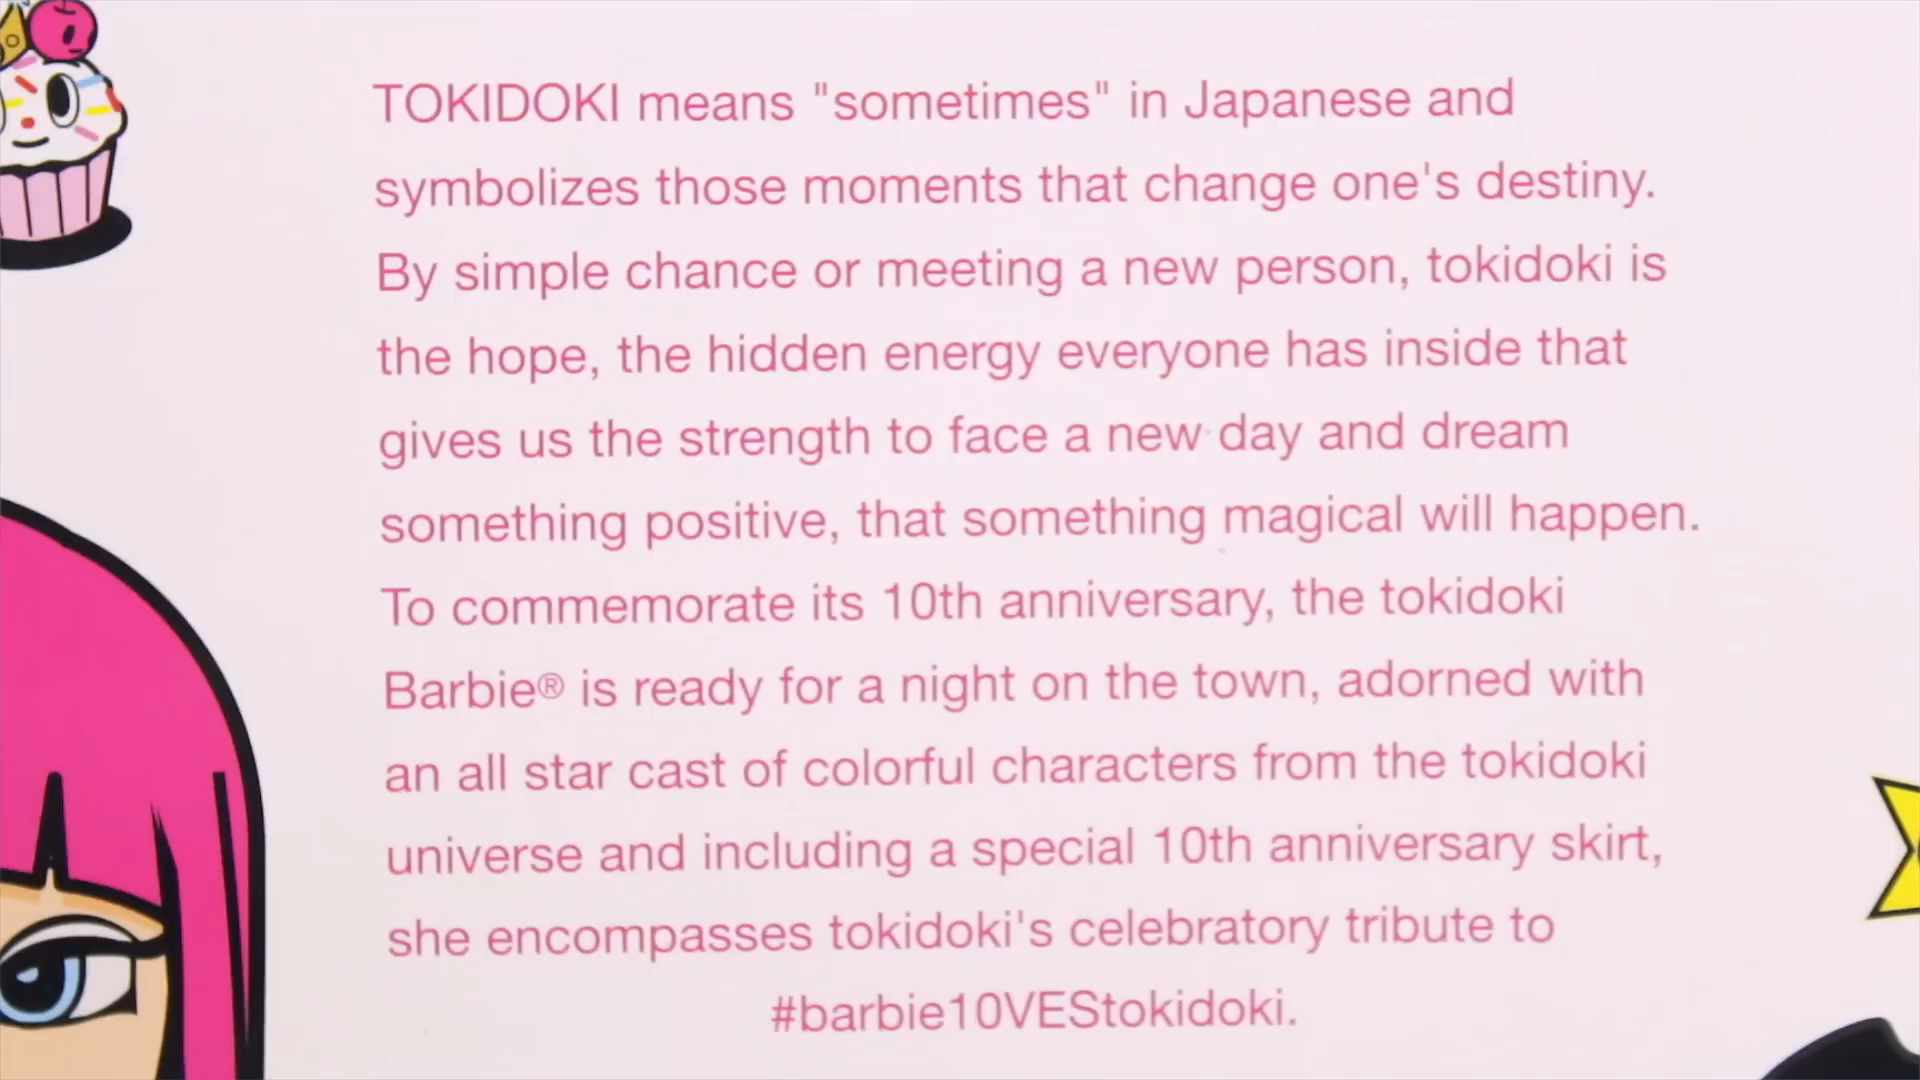 TOKIDOKI means "sometimes" in Japanese and
symbolizes those moments that change one's destiny.
By simple chance or meeting a new person, tokidoki is
the hope, the hidden energy everyone has inside that
gives us the strength to face a new day and dream
something positive, that something magical will happen.
To commemorate its 10th anniversary, the tokidoki
Barbie® is ready for a night on the town, adorned with
an all star cast of colorful characters from the tokidoki
universe and including a special 10th anniversary skirt,
she encompasses tokidoki's celebratory tribute to
#barbie10VEStokidoki.